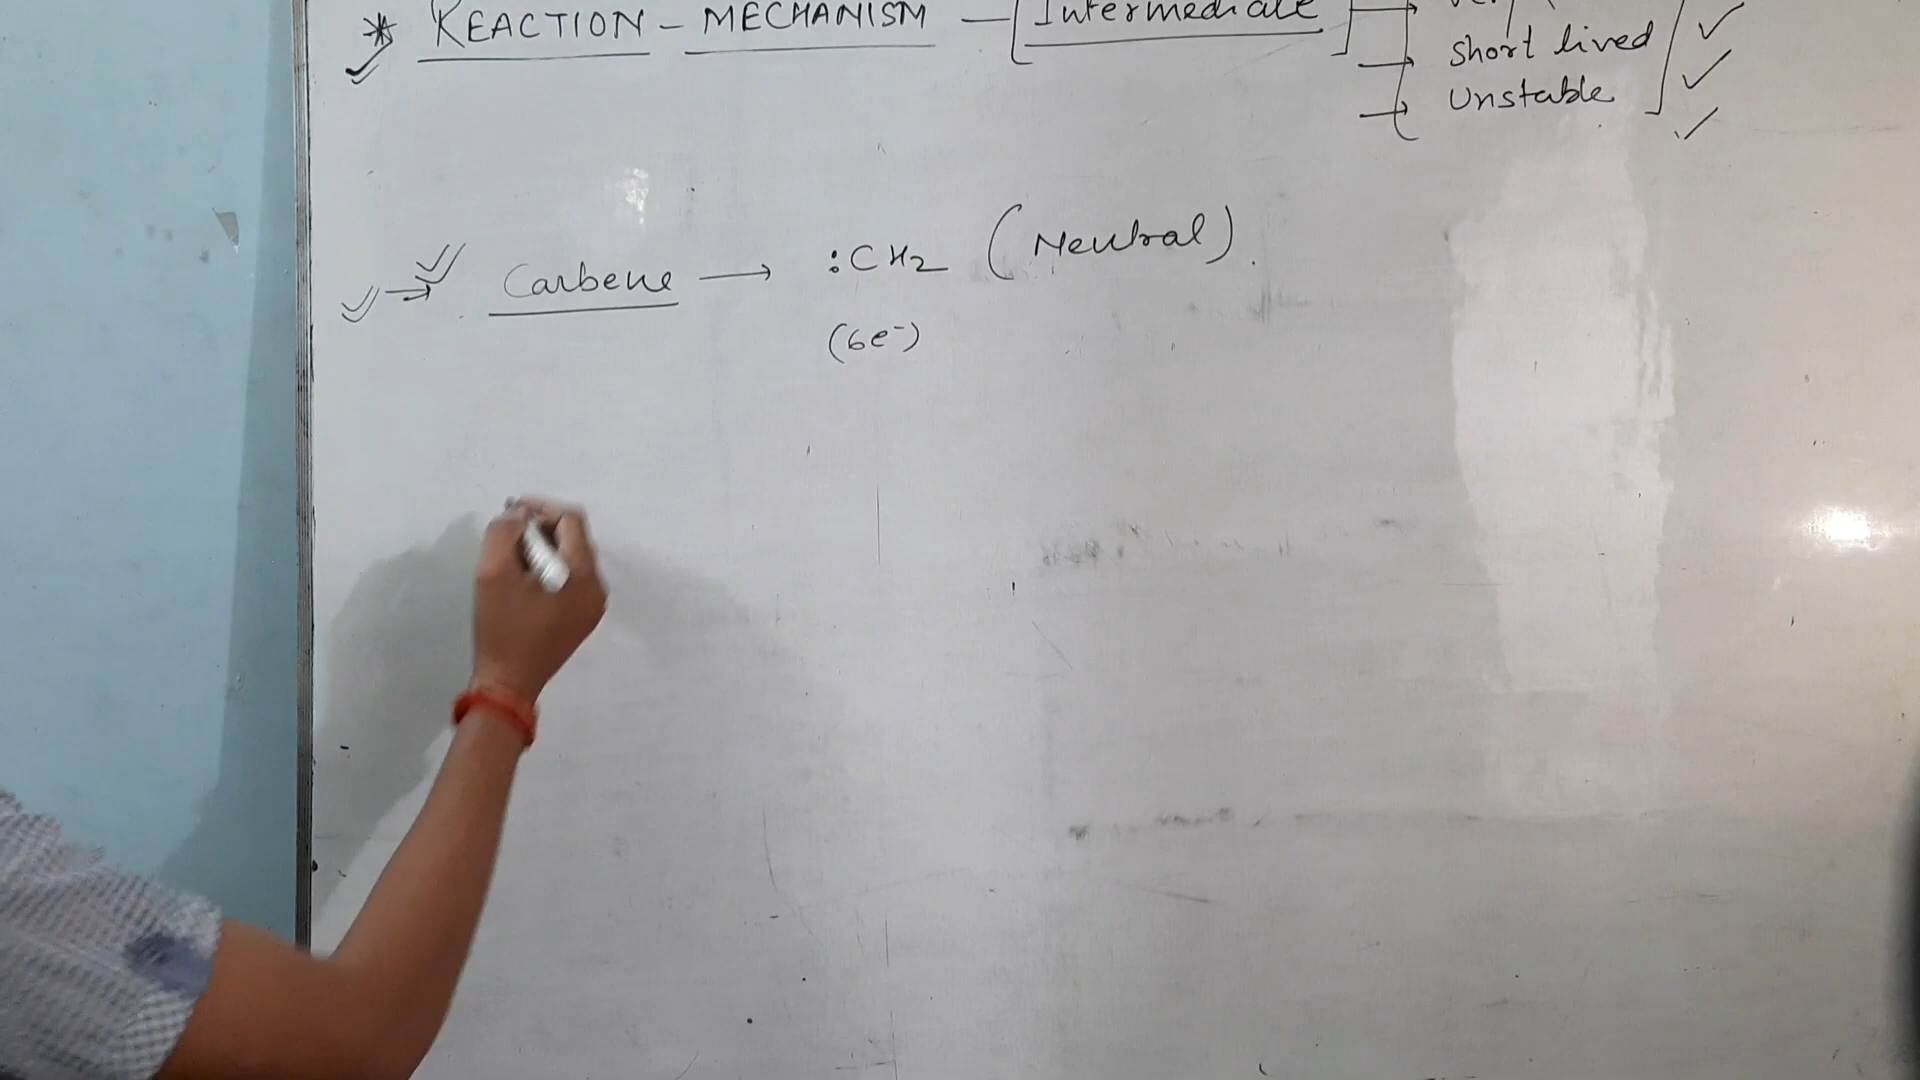 * REACTION - MECHANISM - [Intermediate] →
→ Short lived
→ Unstable
→ Carbene → :CH₂ (Neutral).
(6e⁻)